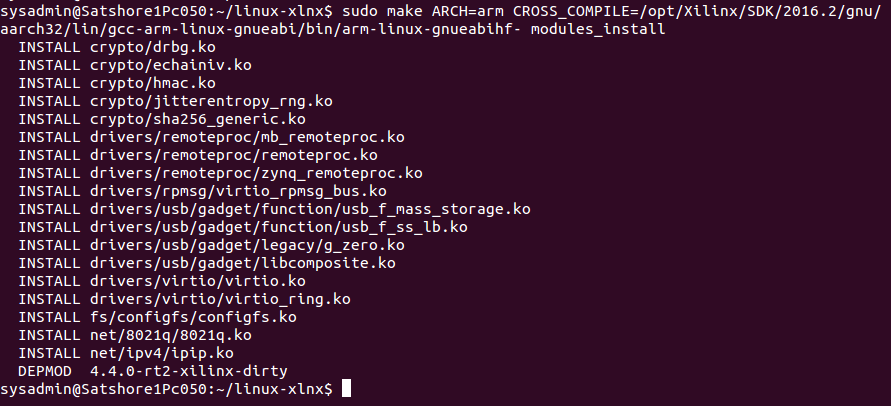 sysadmin@Satshore1Pc050:~/linux-xlnx$ sudo make ARCH=arm CROSS_COMPILE=/opt/Xilinx/SDK/2016.2/gnu/
aarch32/lin/gcc-arm-linux-gnueabi/bin/arm-linux-gnueabihf- modules_install
  INSTALL crypto/drbg.ko
  INSTALL crypto/echainiv.ko
  INSTALL crypto/hmac.ko
  INSTALL crypto/jitterentropy_rng.ko
  INSTALL crypto/sha256_generic.ko
  INSTALL drivers/remoteproc/mb_remoteproc.ko
  INSTALL drivers/remoteproc/remoteproc.ko
  INSTALL drivers/remoteproc/zynq_remoteproc.ko
  INSTALL drivers/rpmsg/virtio_rpmsg_bus.ko
  INSTALL drivers/usb/gadget/function/usb_f_mass_storage.ko
  INSTALL drivers/usb/gadget/function/usb_f_ss_lb.ko
  INSTALL drivers/usb/gadget/legacy/g_zero.ko
  INSTALL drivers/usb/gadget/libcomposite.ko
  INSTALL drivers/virtio/virtio.ko
  INSTALL drivers/virtio/virtio_ring.ko
  INSTALL fs/configfs/configfs.ko
  INSTALL net/8021q/8021q.ko
  INSTALL net/ipv4/ipip.ko
  DEPMOD  4.4.0-rt2-xilinx-dirty
sysadmin@Satshore1Pc050:~/linux-xlnx$